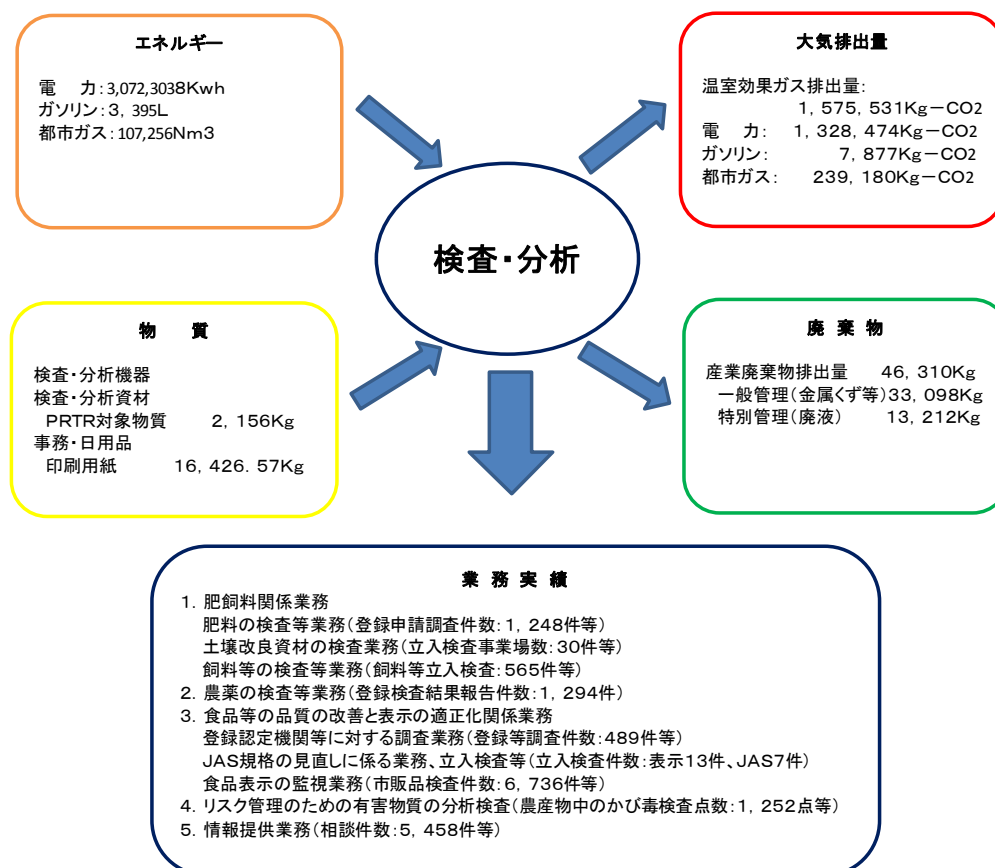 エネルギー
電　力:3,072,3038Kwh
ガソリン:3, 395L
都市ガス:107,256Nm3
大気排出量
温室効果ガス排出量:
1, 575, 531Kg－CO2
電　力:　1, 328, 474Kg－CO2
ガソリン:　7, 877Kg－CO2
都市ガス:　239, 180Kg－CO2
検査・分析
物　質
検査・分析機器
検査・分析資材
PRTR対象物質　2, 156Kg
事務・日用品
印刷用紙　16, 426. 57Kg
廃 棄 物
産業廃棄物排出量　46, 310Kg
一般管理(金属くず等)33, 098Kg
特別管理(廃液)　13, 212Kg
業 務 実 績
1. 肥飼料関係業務
肥料の検査等業務(登録申請調査件数:1, 248件等)
土壌改良資材の検査業務(立入検査事業場数:30件等)
飼料等の検査等業務(飼料等立入検査:565件等)
2. 農薬の検査等業務(登録検査結果報告件数:1, 294件)
3. 食品等の品質の改善と表示の適正化関係業務
登録認定機関等に対する調査業務(登録等調査件数:489件等)
JAS規格の見直しに係る業務、立入検査等(立入検査件数:表示13件、JAS7件)
食品表示の監視業務(市販品検査件数:6, 736件等)
4. リスク管理のための有害物質の分析検査(農産物中のかび毒検査点数:1, 252点等)
5. 情報提供業務(相談件数:5, 458件等)